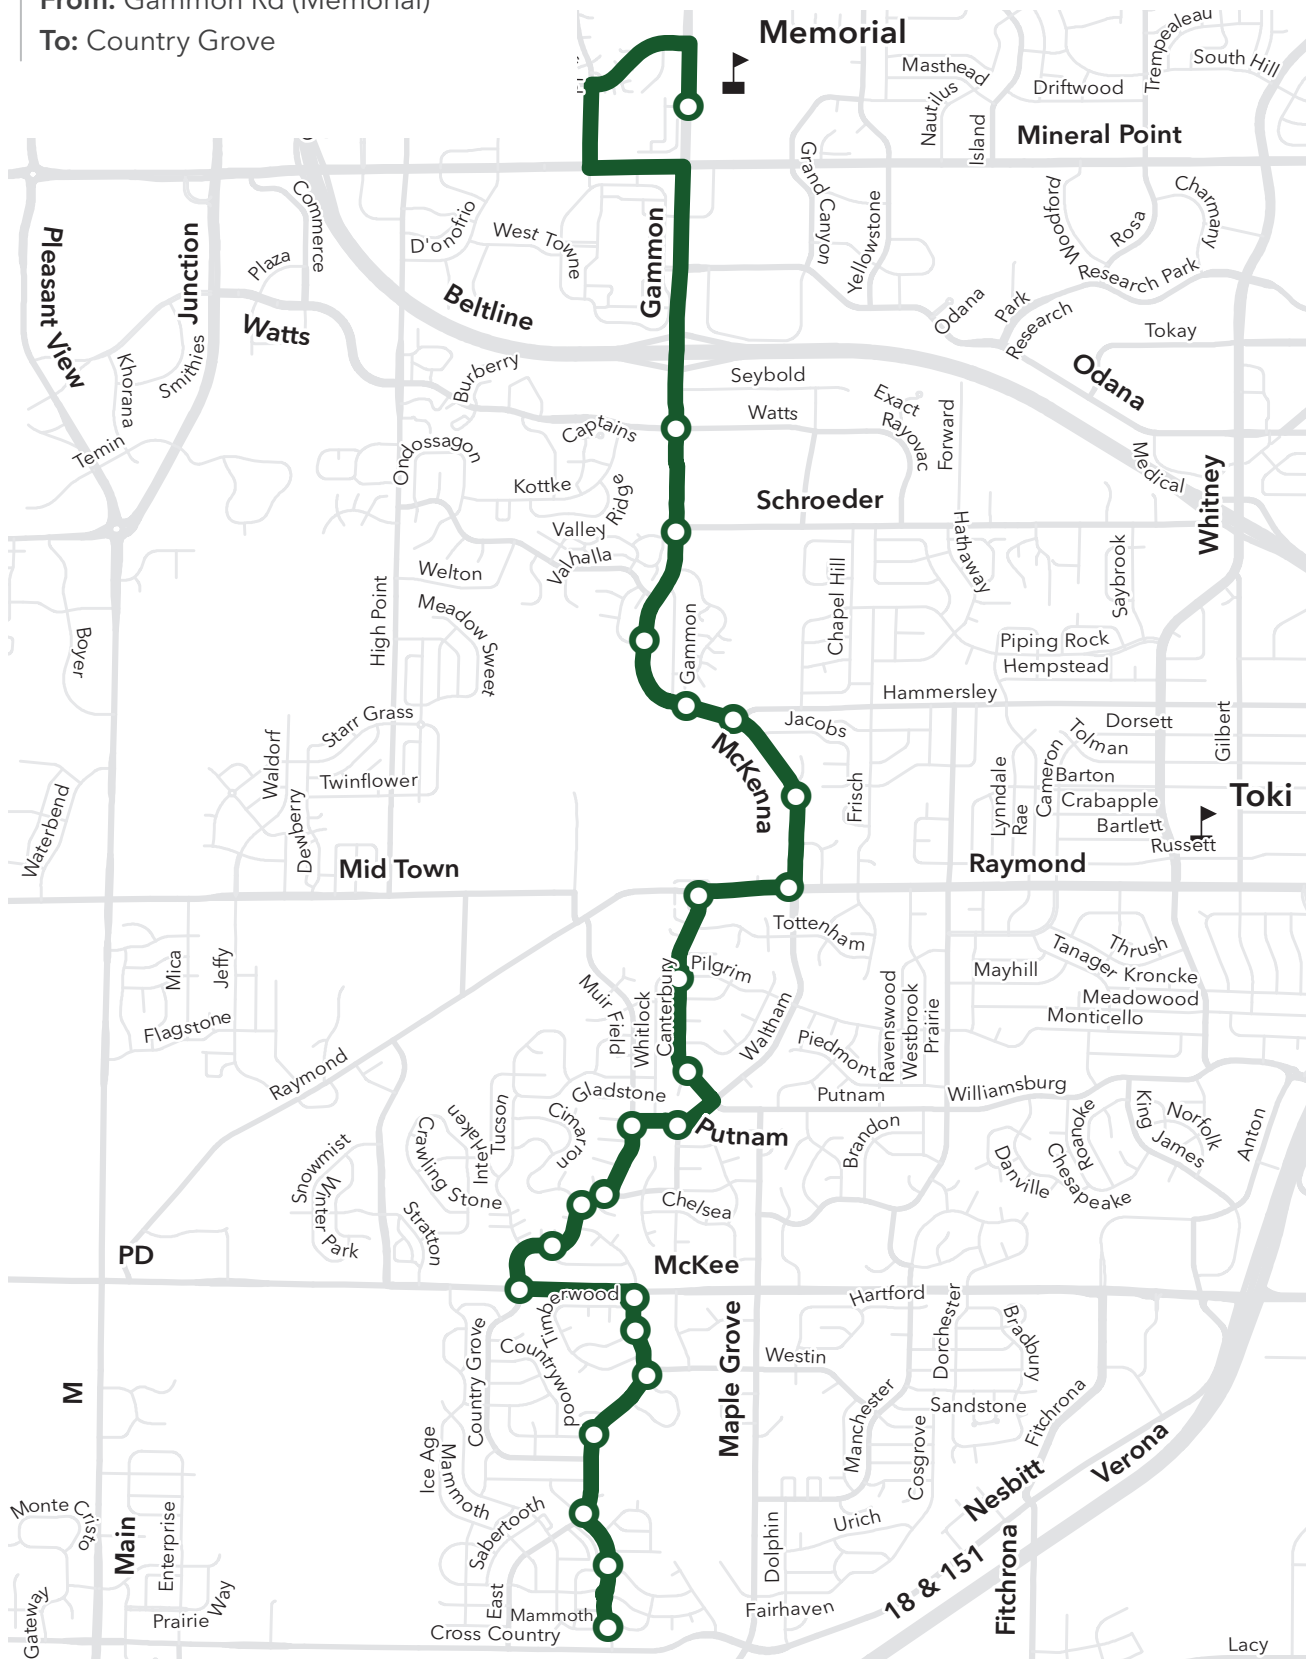 From: Gammon Rd (Memorial)
To: Country Grove
Memorial
Masthead
Nautilus
Driftwood
Trempealeau
South Hill
Island
Mineral Point
Grand Canyon
Yellowstone
Woodford
Rosa
Charmany
Research Park
Commerce
D'onofrio
West Towne
Plaza
Pleasant View
Junction
Gammon
Beltline
Watts
Odana
Park
Research
Tokay
Odana
Khorana
Smithies
Burberry
Seybold
Exact
Rayovac
Forward
Watts
Captains
Temin
Ondossagon
Kottke
Medical
Whitney
Schroeder
Valley Ridge
Valhalla
Hathaway
Saybrook
Welton
Chapel Hill
High Point
Meadow Sweet
Gammon
Boyer
Piping Rock
Hempstead
Hammersley
Starr Grass
Jacobs
Dorsett
Gilbert
Tolman
Waldorf
McKenna
Cameron
Lynndale
Rae
Barton
Twinflower
Frisch
Crabapple
Toki
Waterbend
Dewberry
Bartlett
Russett
Mid Town
Raymond
Tottenham
Thrush
Tanager
Kroncke
Mica
Jeffy
Pilgrim
Mayhill
Meadowood
Monticello
Muir Field
Whitlock
Canterbury
Waltham
Ravenswood
Westbrook
Prairie
Flagstone
Piedmont
Raymond
Gladstone
Putnam
Williamsburg
Cimarron
Tucson
Interlaken
Crawling Stone
Putnam
Brandon
Roanoke
King James
Norfolk
Anton
Snowmist
Winter Park
Danville
Chesapeake
Stratton
Chelsea
PD
McKee
Timberwood
Hartford
Dorchester
Bradbury
Country Grove
Countrywood
Maple Grove
Westin
M
Manchester
Sandstone
Fitchrona
Cosgrove
Ice Age
Mammoth
Verona
Nesbitt
Monte Cristo
Main
Enterprise
Sabertooth
Urich
Dolphin
18 & 151
Fitchrona
Gateway
Prairie Way
East
Mammoth
Fairhaven
Cross Country
Lacy